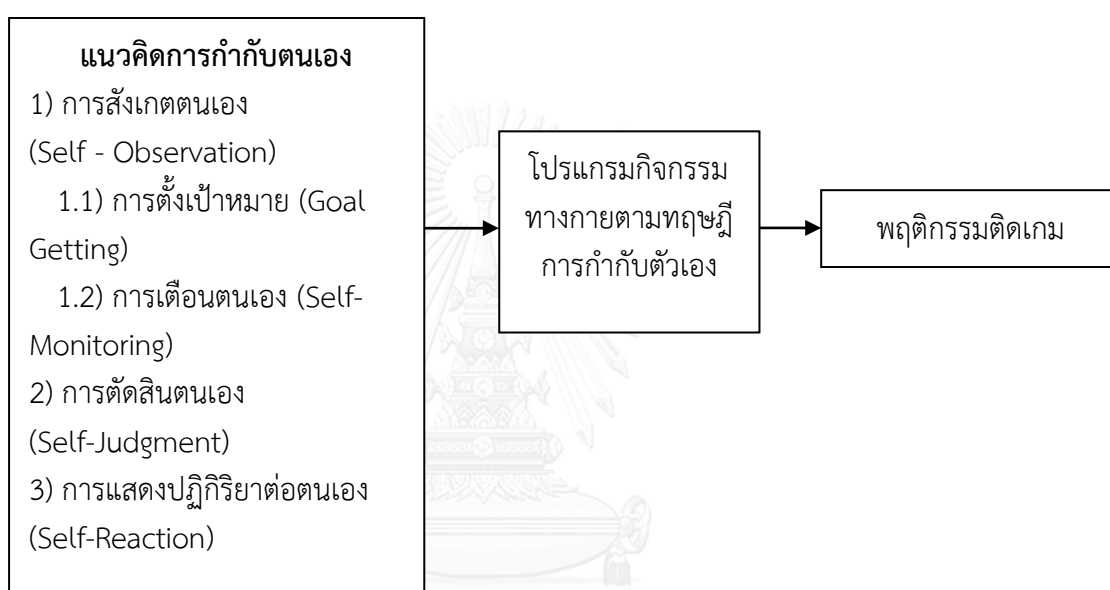 แนวคิดการกำกับตนเอง
1) การสังเกตตนเอง
(Self - Observation)
1.1) การตั้งเป้าหมาย (Goal
Getting)
1.2) การเตือนตนเอง (Self-
Monitoring)
2) การตัดสินตนเอง
(Self-Judgment)
3) การแสดงปฏิกิริยาต่อตนเอง
(Self-Reaction)
โปรแกรมกิจกรรม
ทางกายตามทฤษฎี
การกำกับตัวเอง
พฤติกรรมติดเกม